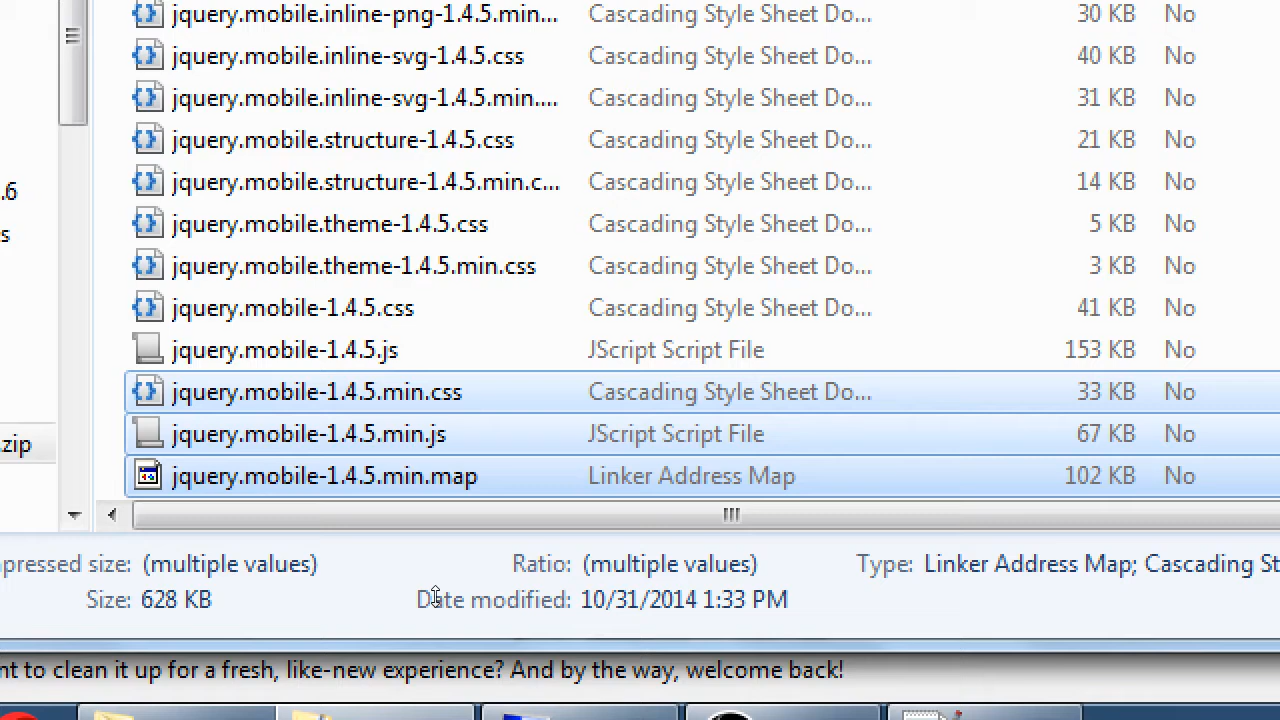 jquery.mobile.inline-png-1.4.5.min... Cascading Style Sheet Do... 30 KB No
jquery.mobile.inline-svg-1.4.5.css Cascading Style Sheet Do... 40 KB No
jquery.mobile.inline-svg-1.4.5.min.... Cascading Style Sheet Do... 31 KB No
jquery.mobile.structure-1.4.5.css Cascading Style Sheet Do... 21 KB No
.6 jquery.mobile.structure-1.4.5.min.c... Cascading Style Sheet Do... 14 KB No
s jquery.mobile.theme-1.4.5.css Cascading Style Sheet Do... 5 KB No
jquery.mobile.theme-1.4.5.min.css Cascading Style Sheet Do... 3 KB No
jquery.mobile-1.4.5.css Cascading Style Sheet Do... 41 KB No
jquery.mobile-1.4.5.js JScript Script File 153 KB No
jquery.mobile-1.4.5.min.css Cascading Style Sheet Do... 33 KB No
.zip jquery.mobile-1.4.5.min.js JScript Script File 67 KB No
jquery.mobile-1.4.5.min.map Linker Address Map 102 KB No
pressed size: (multiple values) Ratio: (multiple values) Type: Linker Address Map; Cascading St
Size: 628 KB Date modified: 10/31/2014 1:33 PM
nt to clean it up for a fresh, like-new experience? And by the way, welcome back!